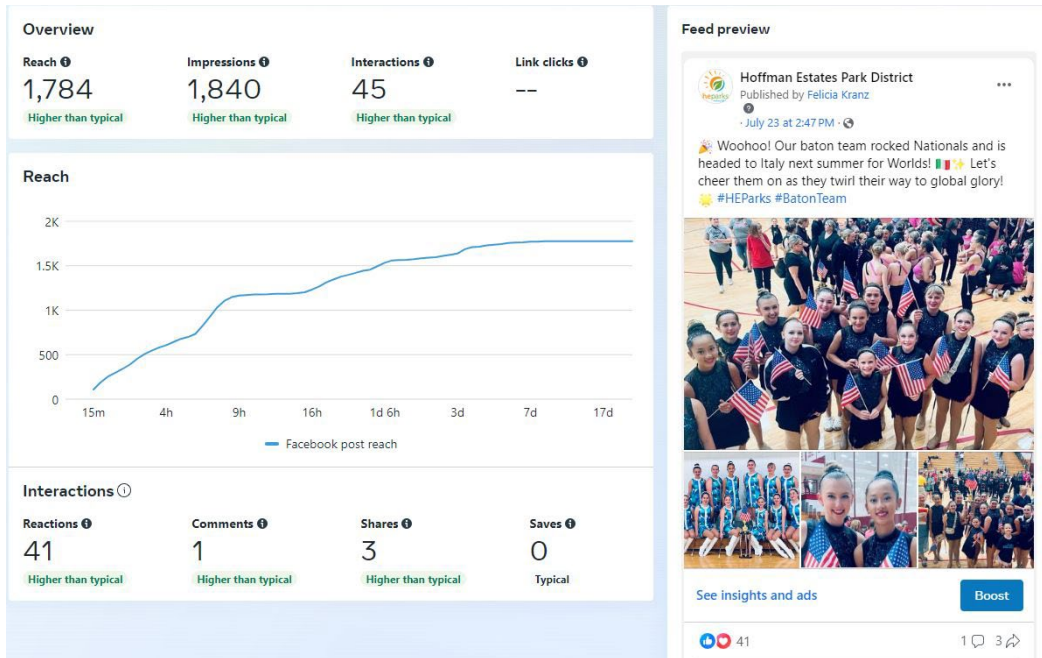 Overview
Reach
Impressions
Interactions
Link clicks
1,784
1,840
45
--
Higher than typical
Higher than typical
Higher than typical
Reach
2K
1.5K
1K
500
0
15m
4h
9h
16h
1d 6h
3d
7d
17d
Facebook post reach
Interactions
Reactions
Comments
Shares
Saves
41
1
3
0
Higher than typical
Higher than typical
Higher than typical
Typical
Feed preview
heparks
Hoffman Estates Park District
Published by Felicia Kranz
· July 23 at 2:47 PM ·
🎉 Woohoo! Our baton team rocked Nationals and is
headed to Italy next summer for Worlds! 🇮🇹✨ Let's
cheer them on as they twirl their way to global glory!
🌟 #HEParks #BatonTeam
See insights and ads
Boost
41
1
3